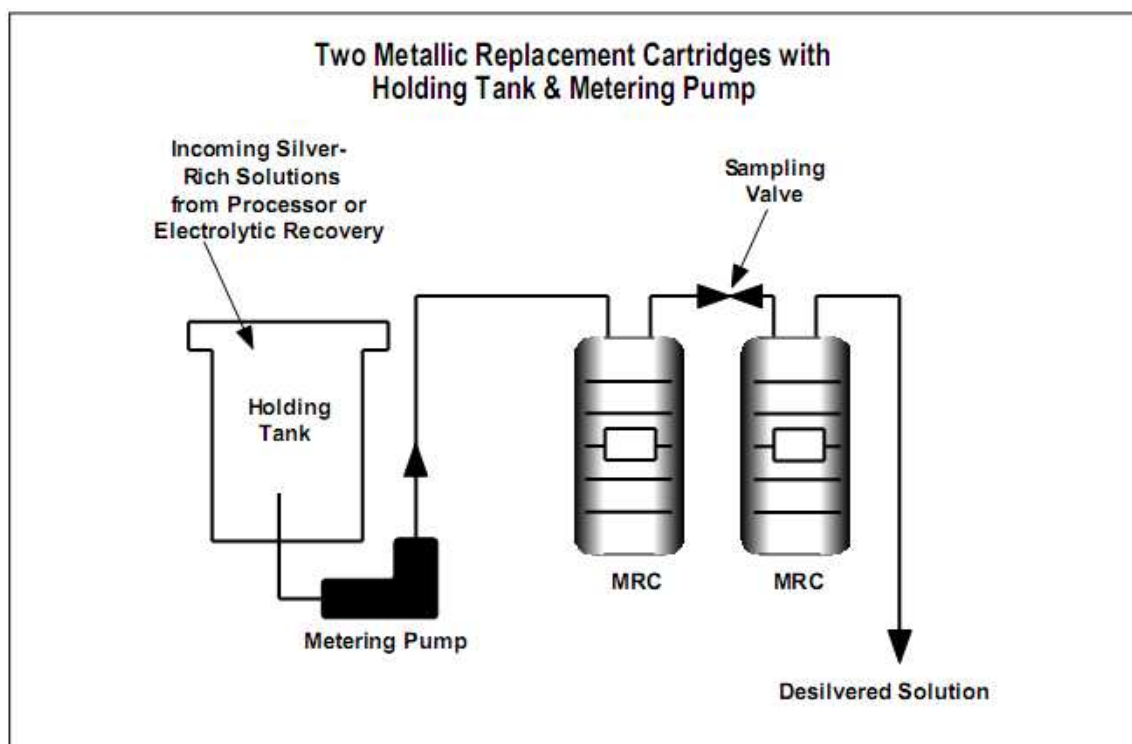 Two Metallic Replacement Cartridges with
Holding Tank & Metering Pump
Incoming Silver-
Rich Solutions
from Processor or
Electrolytic Recovery
Sampling
Valve
Holding
Tank
MRC
MRC
Metering Pump
Desilvered Solution